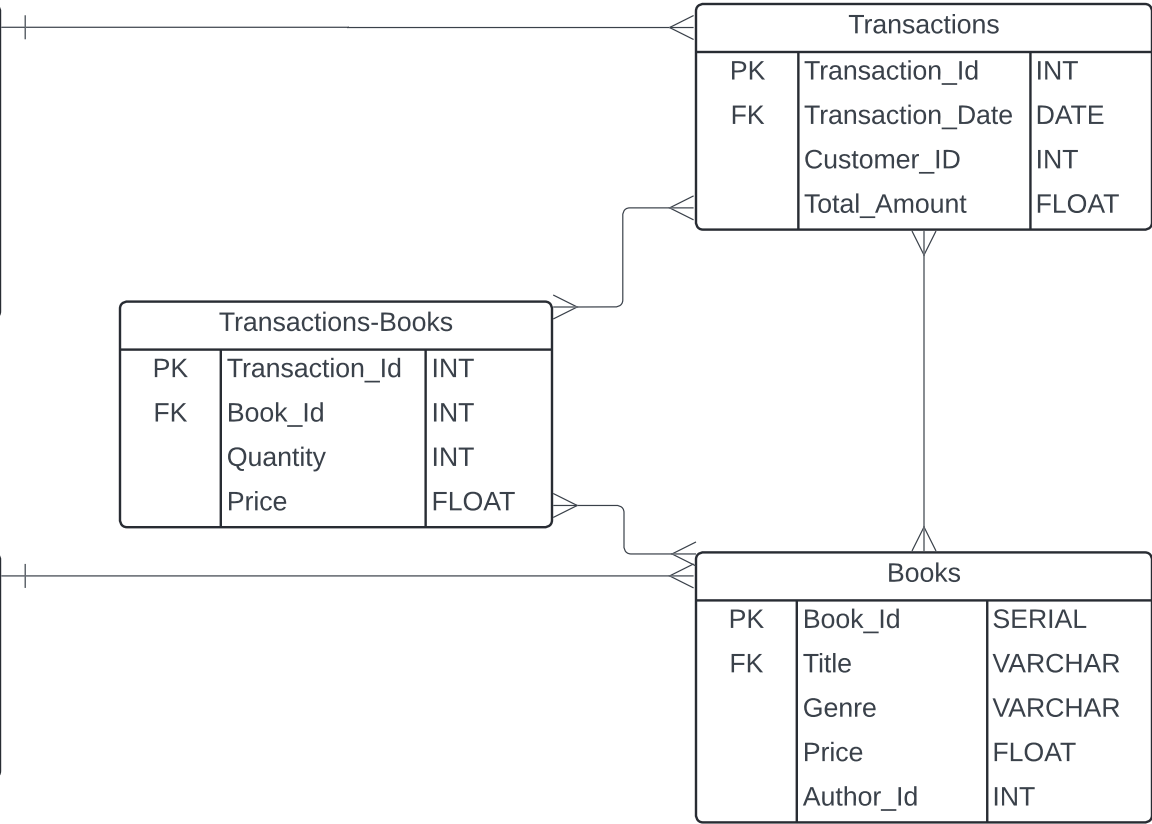 Transactions
PK Transaction_Id INT
FK Transaction_Date DATE
Customer_ID INT
Total_Amount FLOAT
Transactions-Books
PK Transaction_Id INT
FK Book_Id INT
Quantity INT
Price FLOAT
Books
PK Book_Id SERIAL
FK Title VARCHAR
Genre VARCHAR
Price FLOAT
Author_Id INT